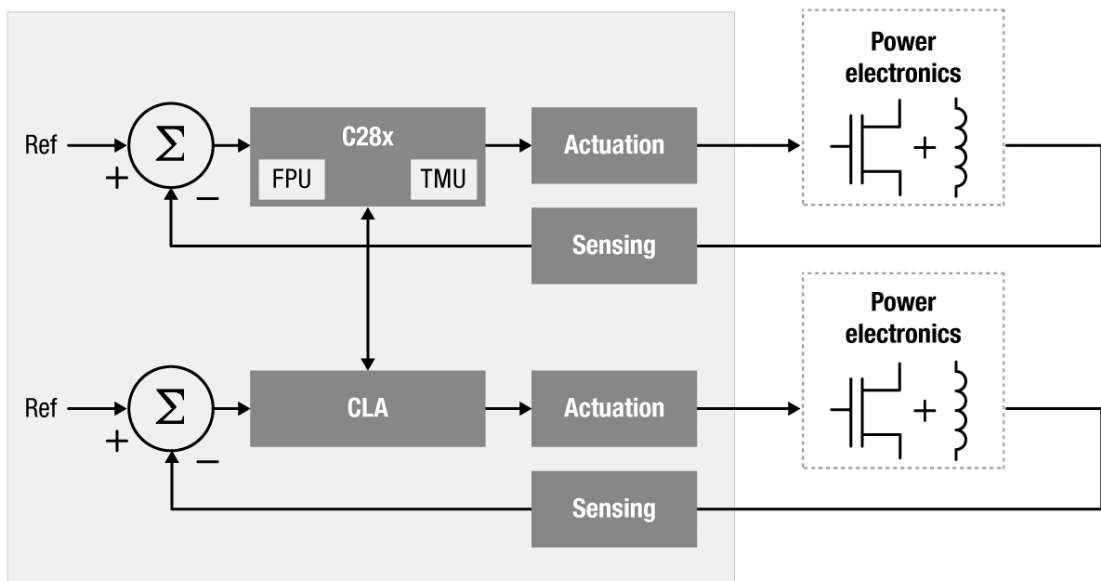 Power
electronics
Ref
Σ
C28x
Actuation
+
FPU
TMU
+
−
Sensing
Power
electronics
Ref
Σ
CLA
Actuation
+
+
−
Sensing